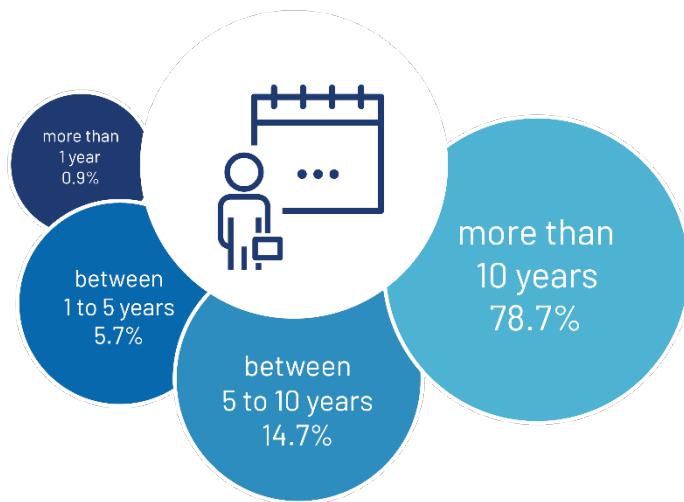 more than
1 year
0.9%
between
1 to 5 years
5.7%
between
5 to 10 years
14.7%
more than
10 years
78.7%